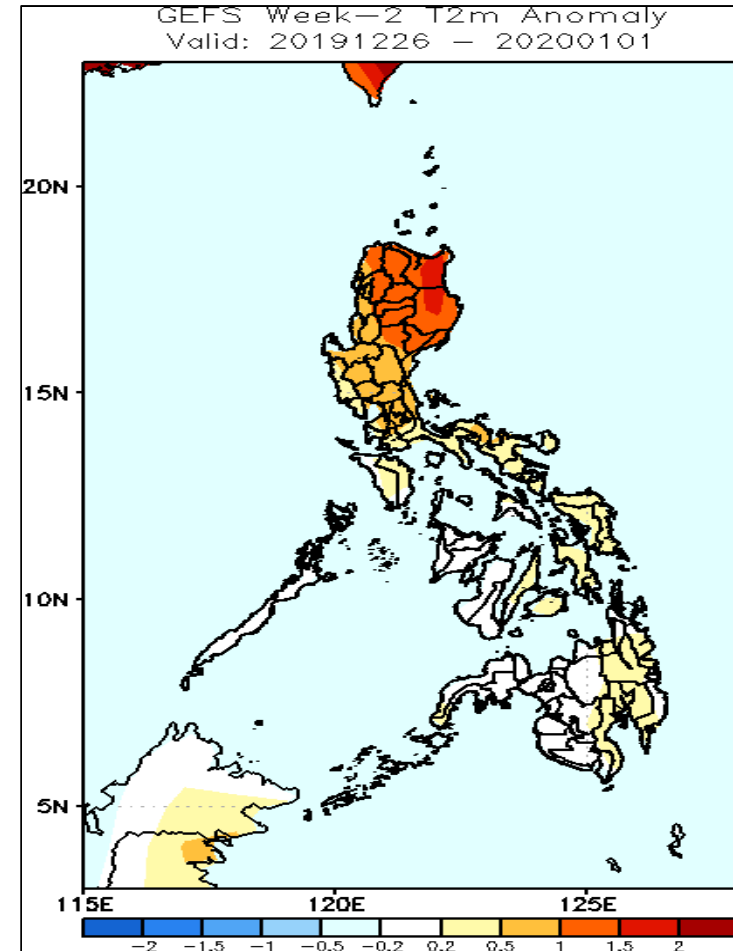 GEFS Week-2 T2m Anomaly
Valid: 20191226 - 20200101
20N
15N
10N
5N
115E 120E 125E
-2 -1.5 -1 -0.5 -0.2 0.2 0.5 1 1.5 2